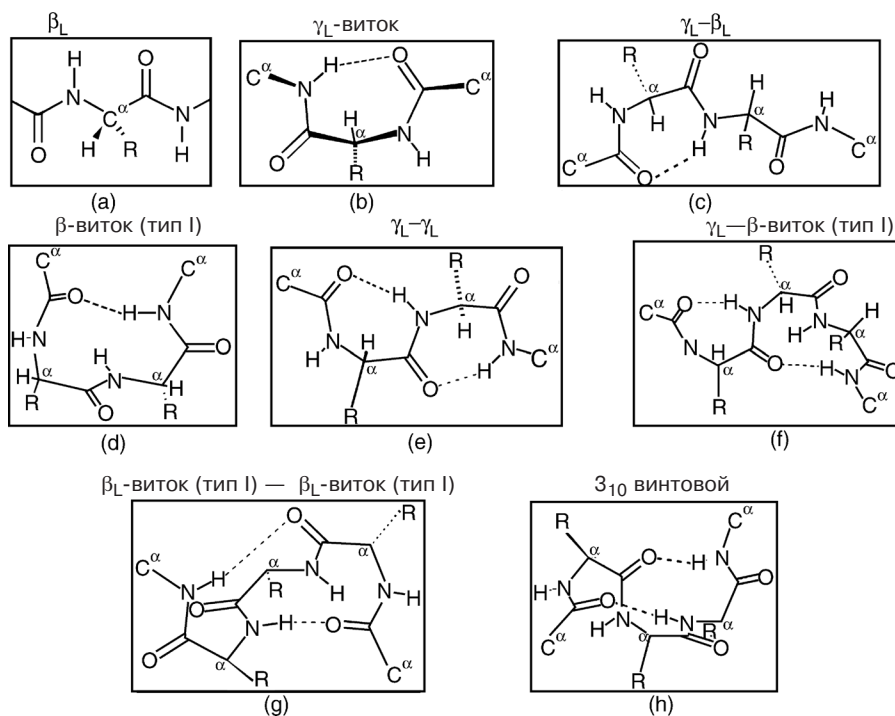 β_L
γ_L-виток
γ_L–β_L
H O
N C α N
O H R H
(a)
H O
C^α N C^α
H α N
O R H
(b)
R O H
H N α N α H
H H R N
C^α O O C^α
(c)
β-виток (тип I)
γ_L–γ_L
γ_L—β-виток (тип I)
C^α C^α
O H N
H N H O
H α N α H
R O R
(d)
O R
C^α H N α O
N H H
H α O H N C^α
R
(e)
R
C^α O H N α O
N H H N H
H α O R α
R H N O
C^α
(f)
β_L-виток (тип I) — β_L-виток (тип I)
3_10 винтовой
O R
C^α H α
N α N H N H
O R
N H O
O α R C^α
(g)
R C^α
α O H N
H N O H N O
C^α H N α α R
R O
(h)